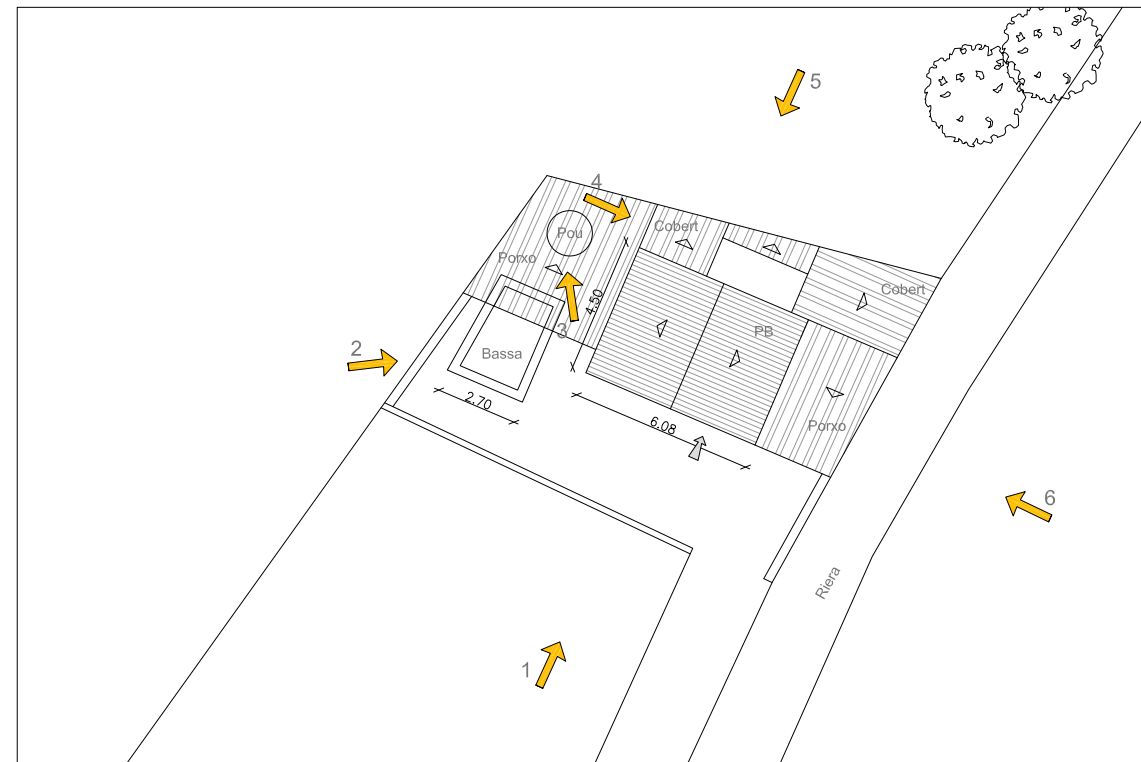 5
4
Cobert
Pou
Porxo
Cobert
4.50
3
PB
2
Bassa
2.70
6.08
Porxo
6
Riera
1